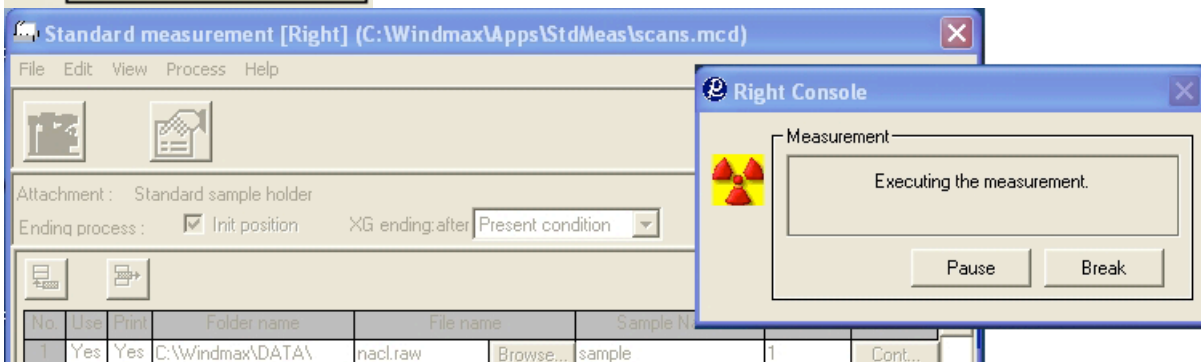 Standard measurement [Right] (C:\Windmax\Apps\StdMeas\scans.mcd)
File Edit View Process Help
Right Console
Measurement
Executing the measurement.
Pause Break
Attachment : Standard sample holder
Ending process : Init position XG ending:after Present condition
No. Use Print Folder name File name Sample N
1 Yes Yes C:\Windmax\DATA\ nacl.raw Browse... sample 1 Cont...